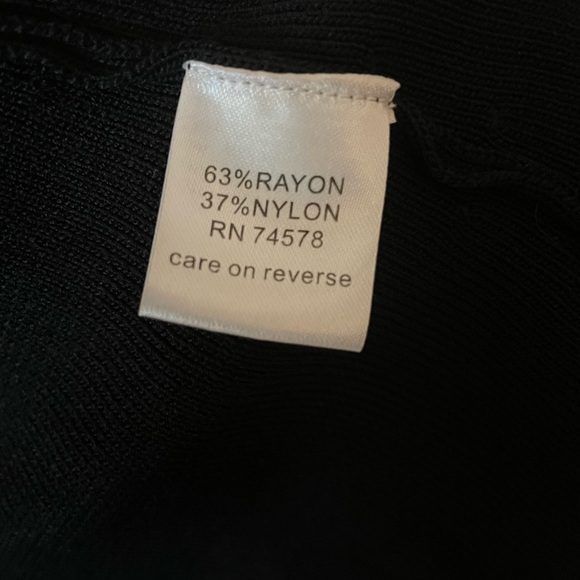 63%RAYON
37%NYLON
RN 74578
care on reverse